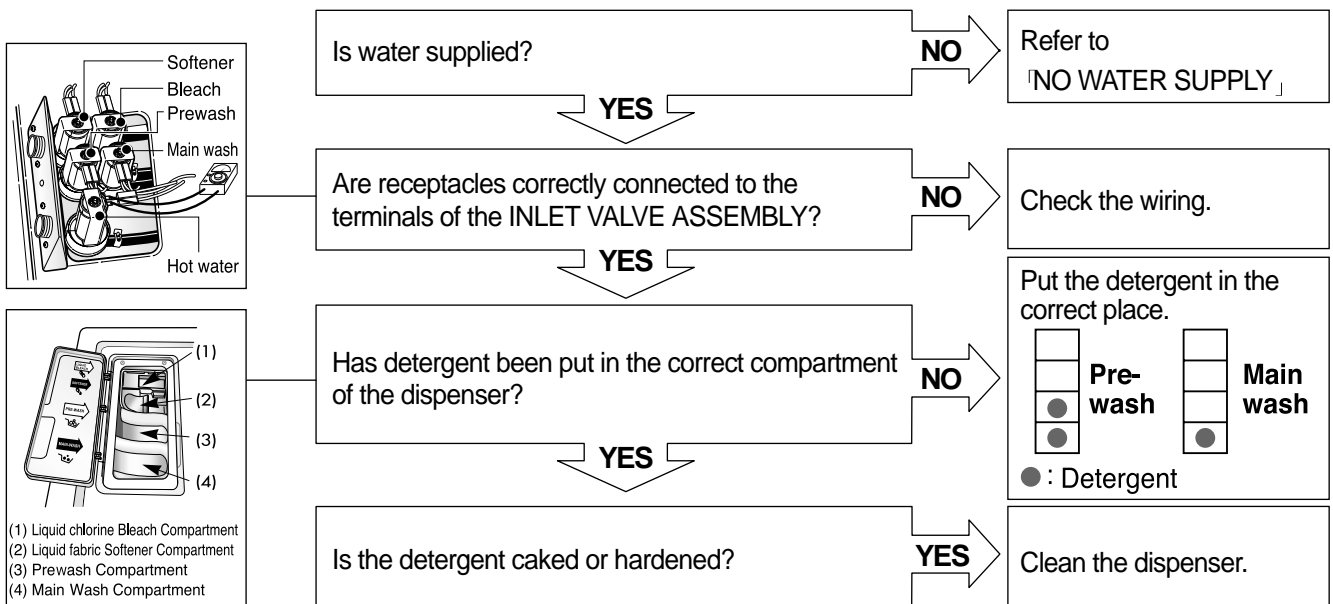 Is water supplied?
NO
Refer to
「NO WATER SUPPLY」
YES
Softener
Bleach
Prewash
Main wash
Hot water
Are receptacles correctly connected to the
terminals of the INLET VALVE ASSEMBLY?
NO
Check the wiring.
YES
(1)
(2)
(3)
(4)
PRE-WASH
MAIN WASH
(1) Liquid chlorine Bleach Compartment
(2) Liquid fabric Softener Compartment
(3) Prewash Compartment
(4) Main Wash Compartment
Has detergent been put in the correct compartment
of the dispenser?
NO
Put the detergent in the
correct place.
Pre-
wash
Main
wash
: Detergent
YES
Is the detergent caked or hardened?
YES
Clean the dispenser.